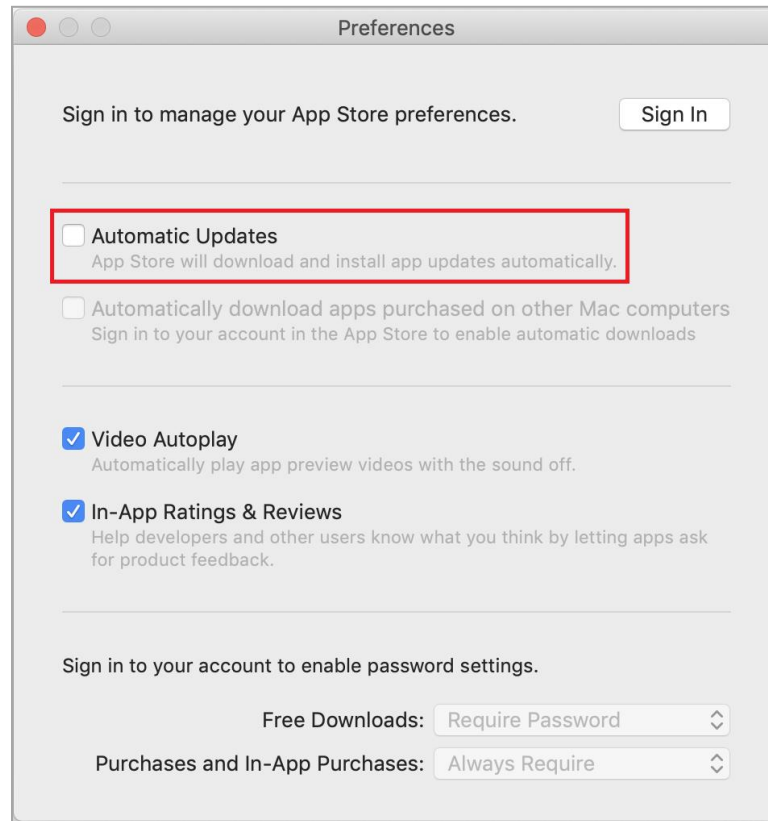 Preferences
Sign in to manage your App Store preferences.
Sign In
Automatic Updates
App Store will download and install app updates automatically.
Automatically download apps purchased on other Mac computers
Sign in to your account in the App Store to enable automatic downloads
Video Autoplay
Automatically play app preview videos with the sound off.
In-App Ratings & Reviews
Help developers and other users know what you think by letting apps ask
for product feedback.
Sign in to your account to enable password settings.
Free Downloads: Require Password
Purchases and In-App Purchases: Always Require